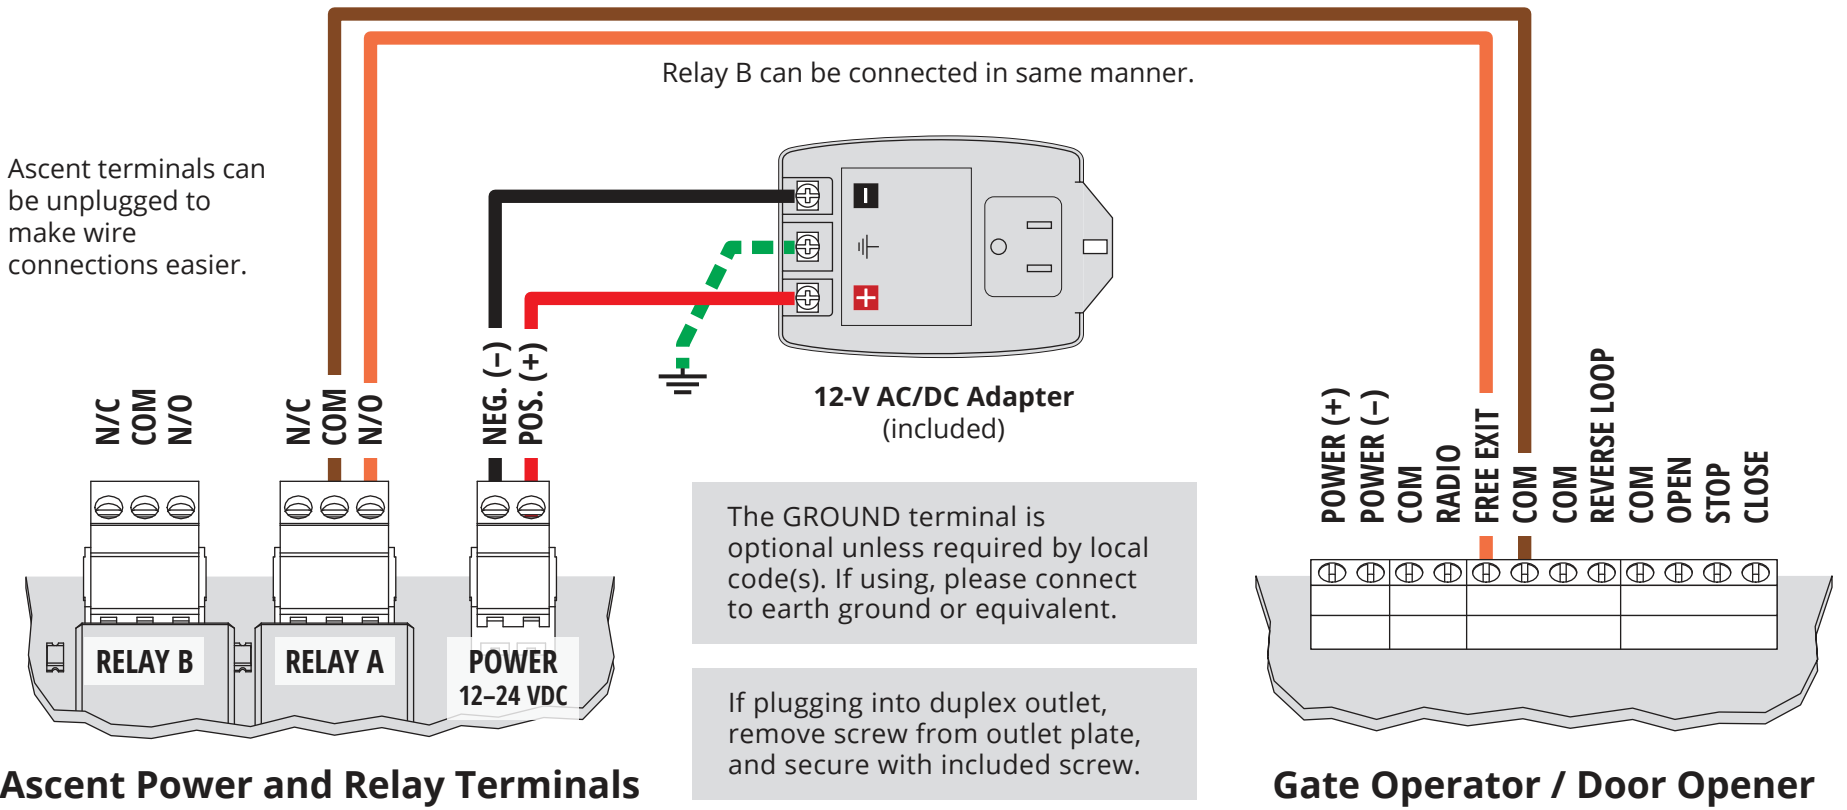 Relay B can be connected in same manner.
Ascent terminals can
be unplugged to
make wire
connections easier.
N/C
COM
N/O
N/C
COM
N/O
NEG. (−)
POS. (+)
12-V AC/DC Adapter
(included)
POWER (+)
POWER (−)
COM
RADIO
FREE EXIT
COM
COM
REVERSE LOOP
COM
OPEN
STOP
CLOSE
The GROUND terminal is
optional unless required by local
code(s). If using, please connect
to earth ground or equivalent.
RELAY B
RELAY A
POWER
12–24 VDC
If plugging into duplex outlet,
remove screw from outlet plate,
and secure with included screw.
Ascent Power and Relay Terminals
Gate Operator / Door Opener